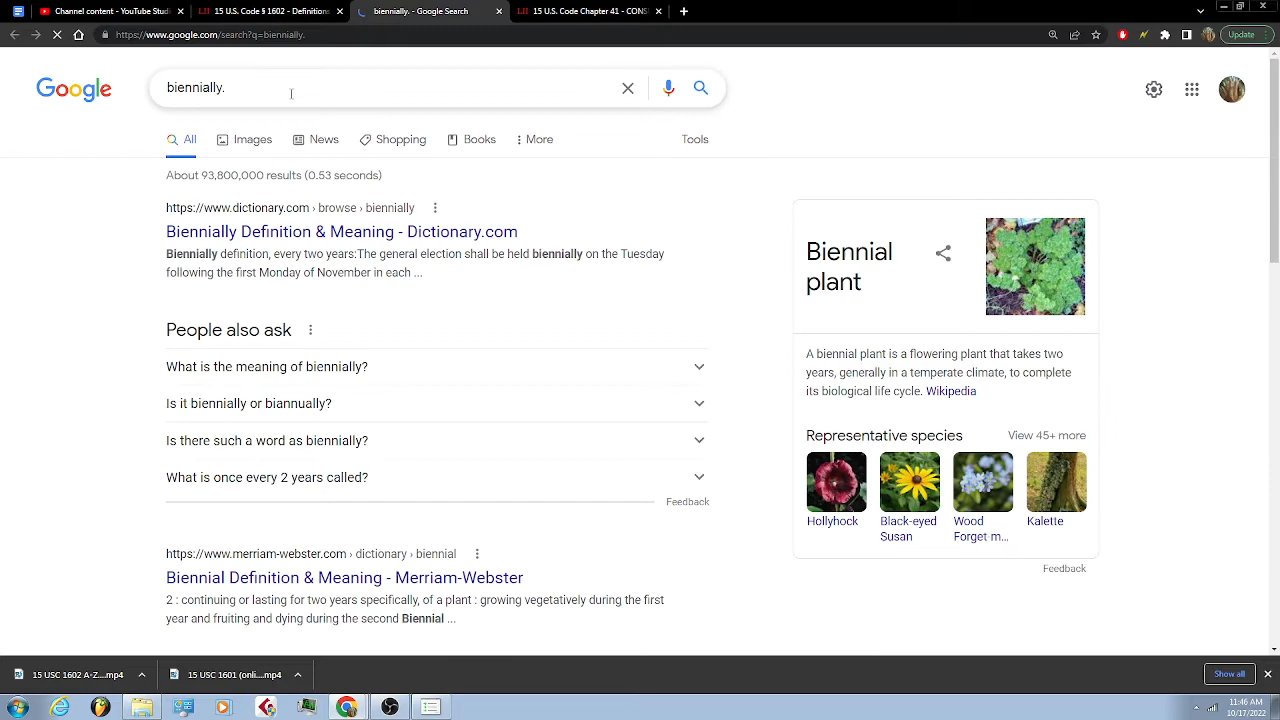 Channel content - YouTube Studi
15 U.S. Code § 1602 - Definitions
biennially. - Google Search
15 U.S. Code Chapter 41 - CONS
https://www.google.com/search?q=biennially.
Update
Google
biennially.
All
Images
News
Shopping
Books
More
Tools
About 93,800,000 results (0.53 seconds)
https://www.dictionary.com › browse › biennially
Biennially Definition & Meaning - Dictionary.com
Biennially definition, every two years:The general election shall be held biennially on the Tuesday
following the first Monday of November in each ...
People also ask
What is the meaning of biennially?
Is it biennially or biannually?
Is there such a word as biennially?
What is once every 2 years called?
Feedback
https://www.merriam-webster.com › dictionary › biennial
Biennial Definition & Meaning - Merriam-Webster
2 : continuing or lasting for two years specifically, of a plant : growing vegetatively during the first
year and fruiting and dying during the second Biennial ...
Biennial
plant
A biennial plant is a flowering plant that takes two
years, generally in a temperate climate, to complete
its biological life cycle. Wikipedia
Representative species
View 45+ more
Hollyhock
Black-eyed
Susan
Wood
Forget-m...
Kalette
Feedback
15 USC 1602 A-Z....mp4
15 USC 1601 (onli....mp4
Show all
11:46 AM
10/17/2022